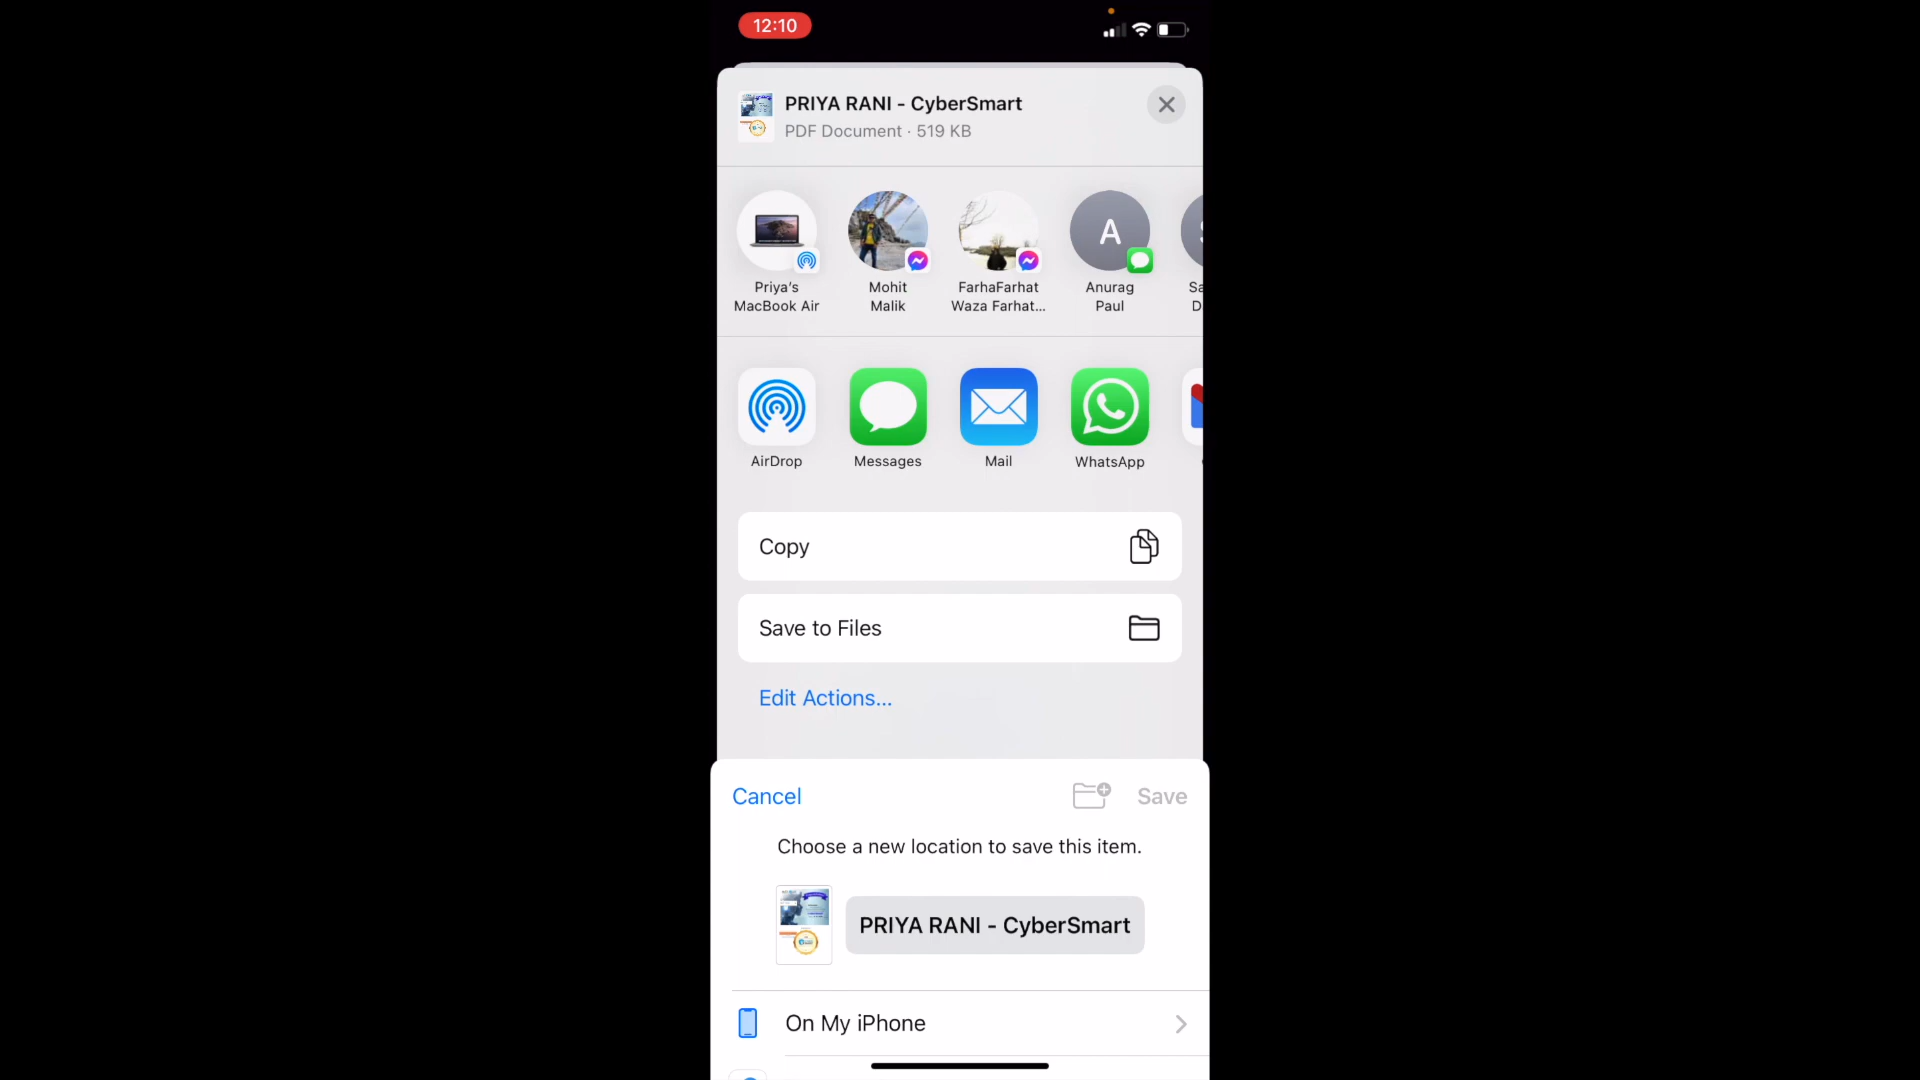 12:10
PRIYA RANI - CyberSmart
PDF Document · 519 KB
A
Priya's
MacBook Air
Mohit
Malik
FarhaFarhat
Waza Farhat...
Anurag
Paul
AirDrop
Messages
Mail
WhatsApp
Copy
Save to Files
Edit Actions...
Cancel
Save
Choose a new location to save this item.
PRIYA RANI - CyberSmart
On My iPhone